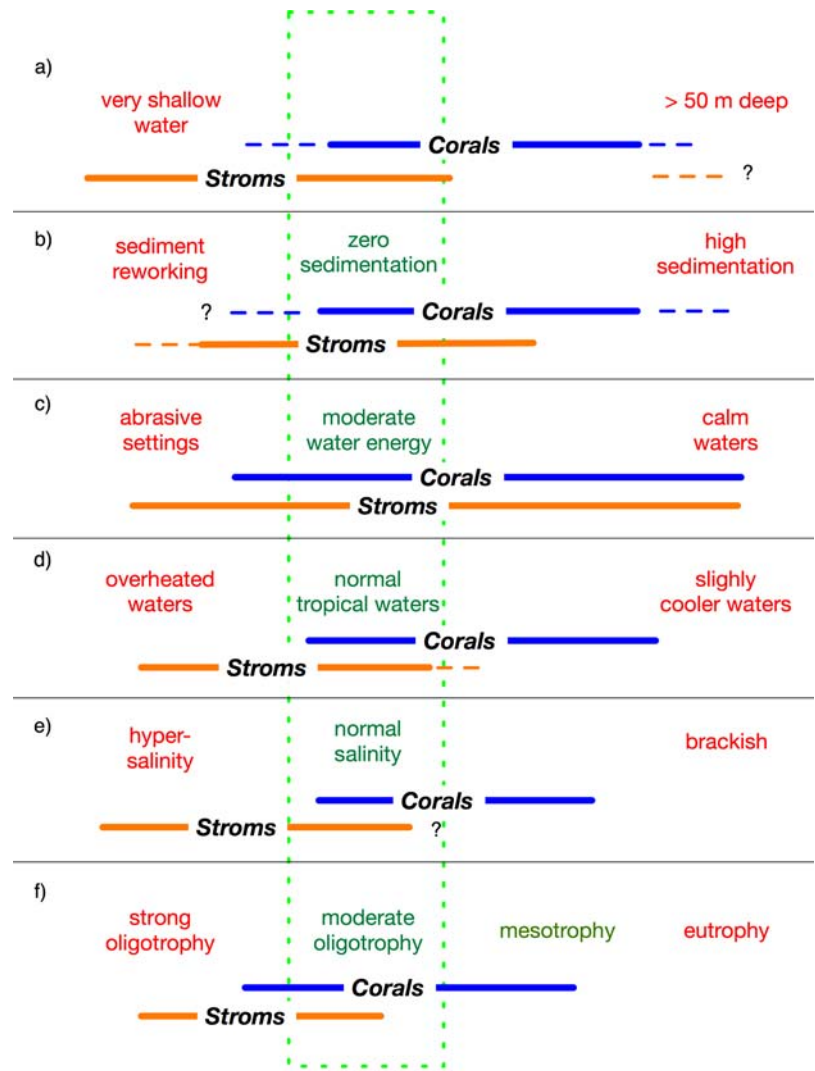 a)
very shallow
water
> 50 m deep
Corals
Stroms
?
b)
sediment
reworking
zero
sedimentation
high
sedimentation
?
Corals
Stroms
c)
abrasive
settings
moderate
water energy
calm
waters
Corals
Stroms
d)
overheated
waters
normal
tropical waters
slighly
cooler waters
Corals
Stroms
e)
hyper-
salinity
normal
salinity
brackish
Corals
Stroms
?
f)
strong
oligotrophy
moderate
oligotrophy
mesotrophy
eutrophy
Corals
Stroms